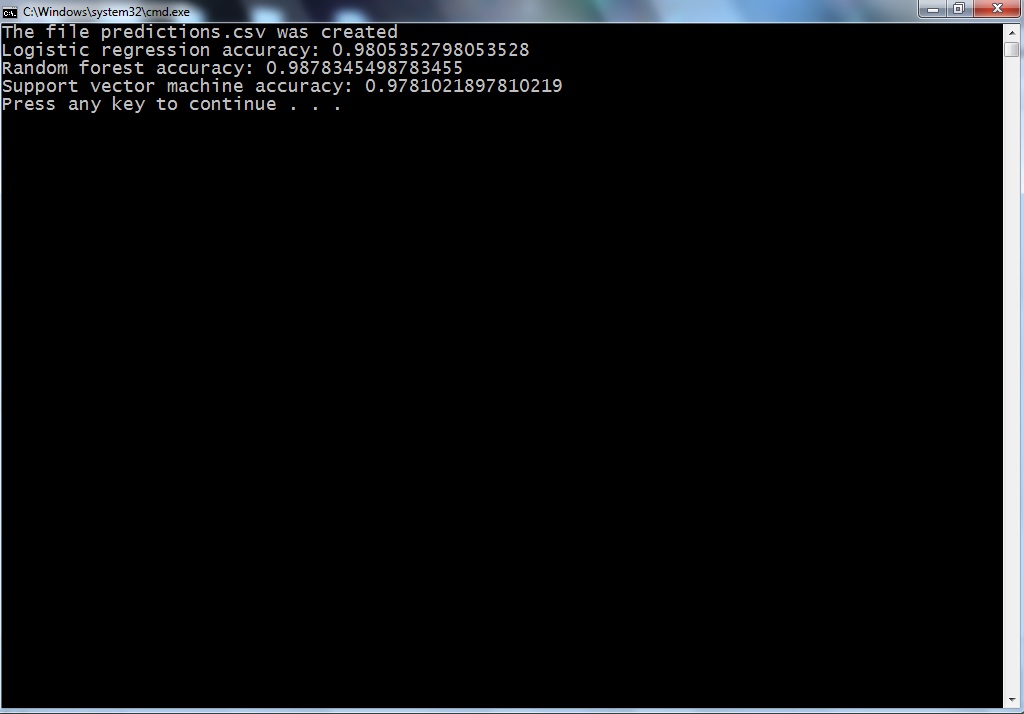 C:\Windows\system32\cmd.exe
The file predictions.csv was created
Logistic regression accuracy: 0.9805352798053528
Random forest accuracy: 0.9878345498783455
Support vector machine accuracy: 0.9781021897810219
Press any key to continue . . .